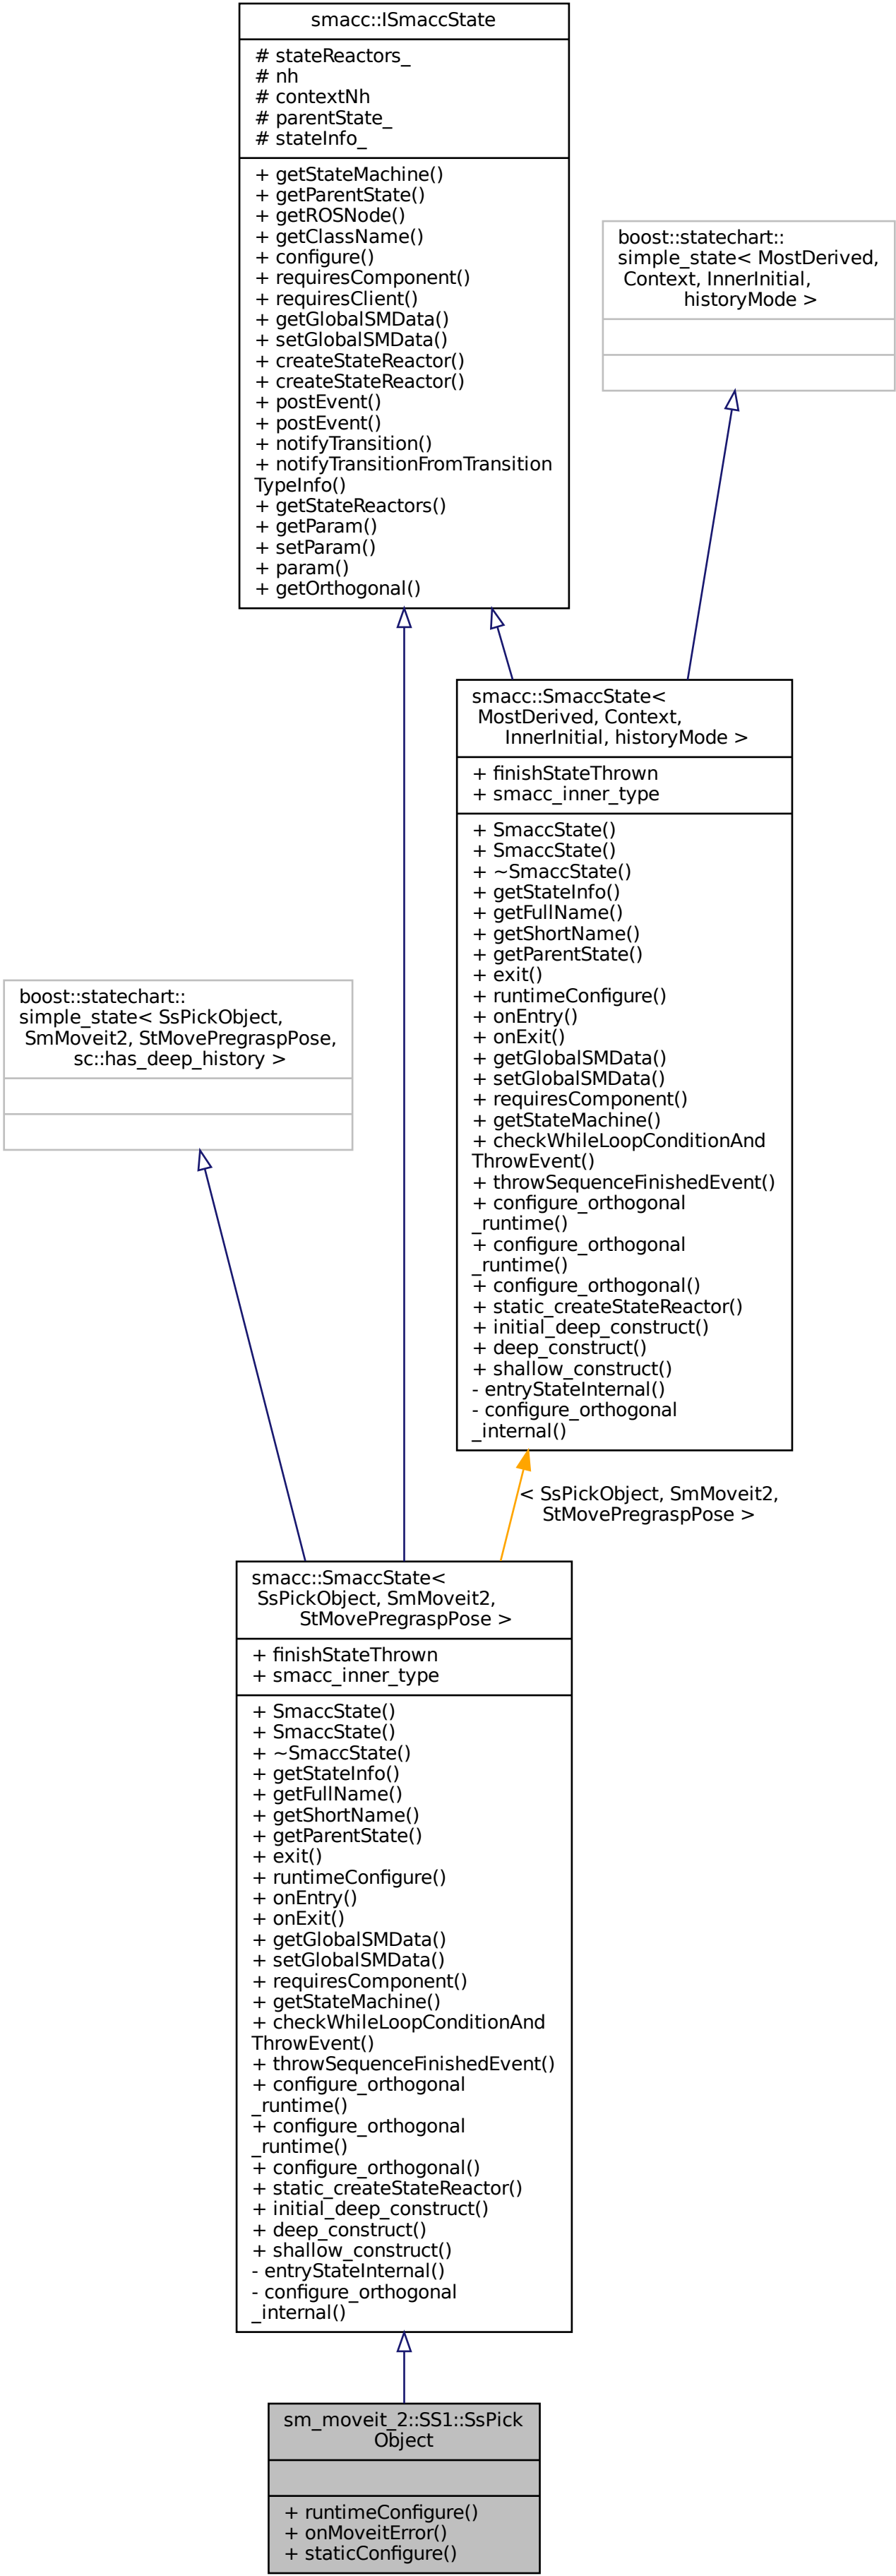 smacc::ISmaccState
# stateReactors_
# nh
# contextNh
# parentState_
# stateInfo_
+ getStateMachine()
+ getParentState()
+ getROSNode()
+ getClassName()
+ configure()
+ requiresComponent()
+ requiresClient()
+ getGlobalSMData()
+ setGlobalSMData()
+ createStateReactor()
+ createStateReactor()
+ postEvent()
+ postEvent()
+ notifyTransition()
+ notifyTransitionFromTransition
TypeInfo()
+ getStateReactors()
+ getParam()
+ setParam()
+ param()
+ getOrthogonal()
boost::statechart::
simple_state< MostDerived,
Context, InnerInitial,
historyMode >
smacc::SmaccState<
MostDerived, Context,
InnerInitial, historyMode >
+ finishStateThrown
+ smacc_inner_type
+ SmaccState()
+ SmaccState()
+ ~SmaccState()
+ getStateInfo()
+ getFullName()
+ getShortName()
+ getParentState()
+ exit()
+ runtimeConfigure()
+ onEntry()
+ onExit()
+ getGlobalSMData()
+ setGlobalSMData()
+ requiresComponent()
+ getStateMachine()
+ checkWhileLoopConditionAnd
ThrowEvent()
+ throwSequenceFinishedEvent()
+ configure_orthogonal
_runtime()
+ configure_orthogonal
_runtime()
+ configure_orthogonal()
+ static_createStateReactor()
+ initial_deep_construct()
+ deep_construct()
+ shallow_construct()
- entryStateInternal()
- configure_orthogonal
_internal()
boost::statechart::
simple_state< SsPickObject,
SmMoveit2, StMovePregraspPose,
sc::has_deep_history >
< SsPickObject, SmMoveit2,
StMovePregraspPose >
smacc::SmaccState<
SsPickObject, SmMoveit2,
StMovePregraspPose >
+ finishStateThrown
+ smacc_inner_type
+ SmaccState()
+ SmaccState()
+ ~SmaccState()
+ getStateInfo()
+ getFullName()
+ getShortName()
+ getParentState()
+ exit()
+ runtimeConfigure()
+ onEntry()
+ onExit()
+ getGlobalSMData()
+ setGlobalSMData()
+ requiresComponent()
+ getStateMachine()
+ checkWhileLoopConditionAnd
ThrowEvent()
+ throwSequenceFinishedEvent()
+ configure_orthogonal
_runtime()
+ configure_orthogonal
_runtime()
+ configure_orthogonal()
+ static_createStateReactor()
+ initial_deep_construct()
+ deep_construct()
+ shallow_construct()
- entryStateInternal()
- configure_orthogonal
_internal()
sm_moveit_2::SS1::SsPick
Object
+ runtimeConfigure()
+ onMoveitError()
+ staticConfigure()